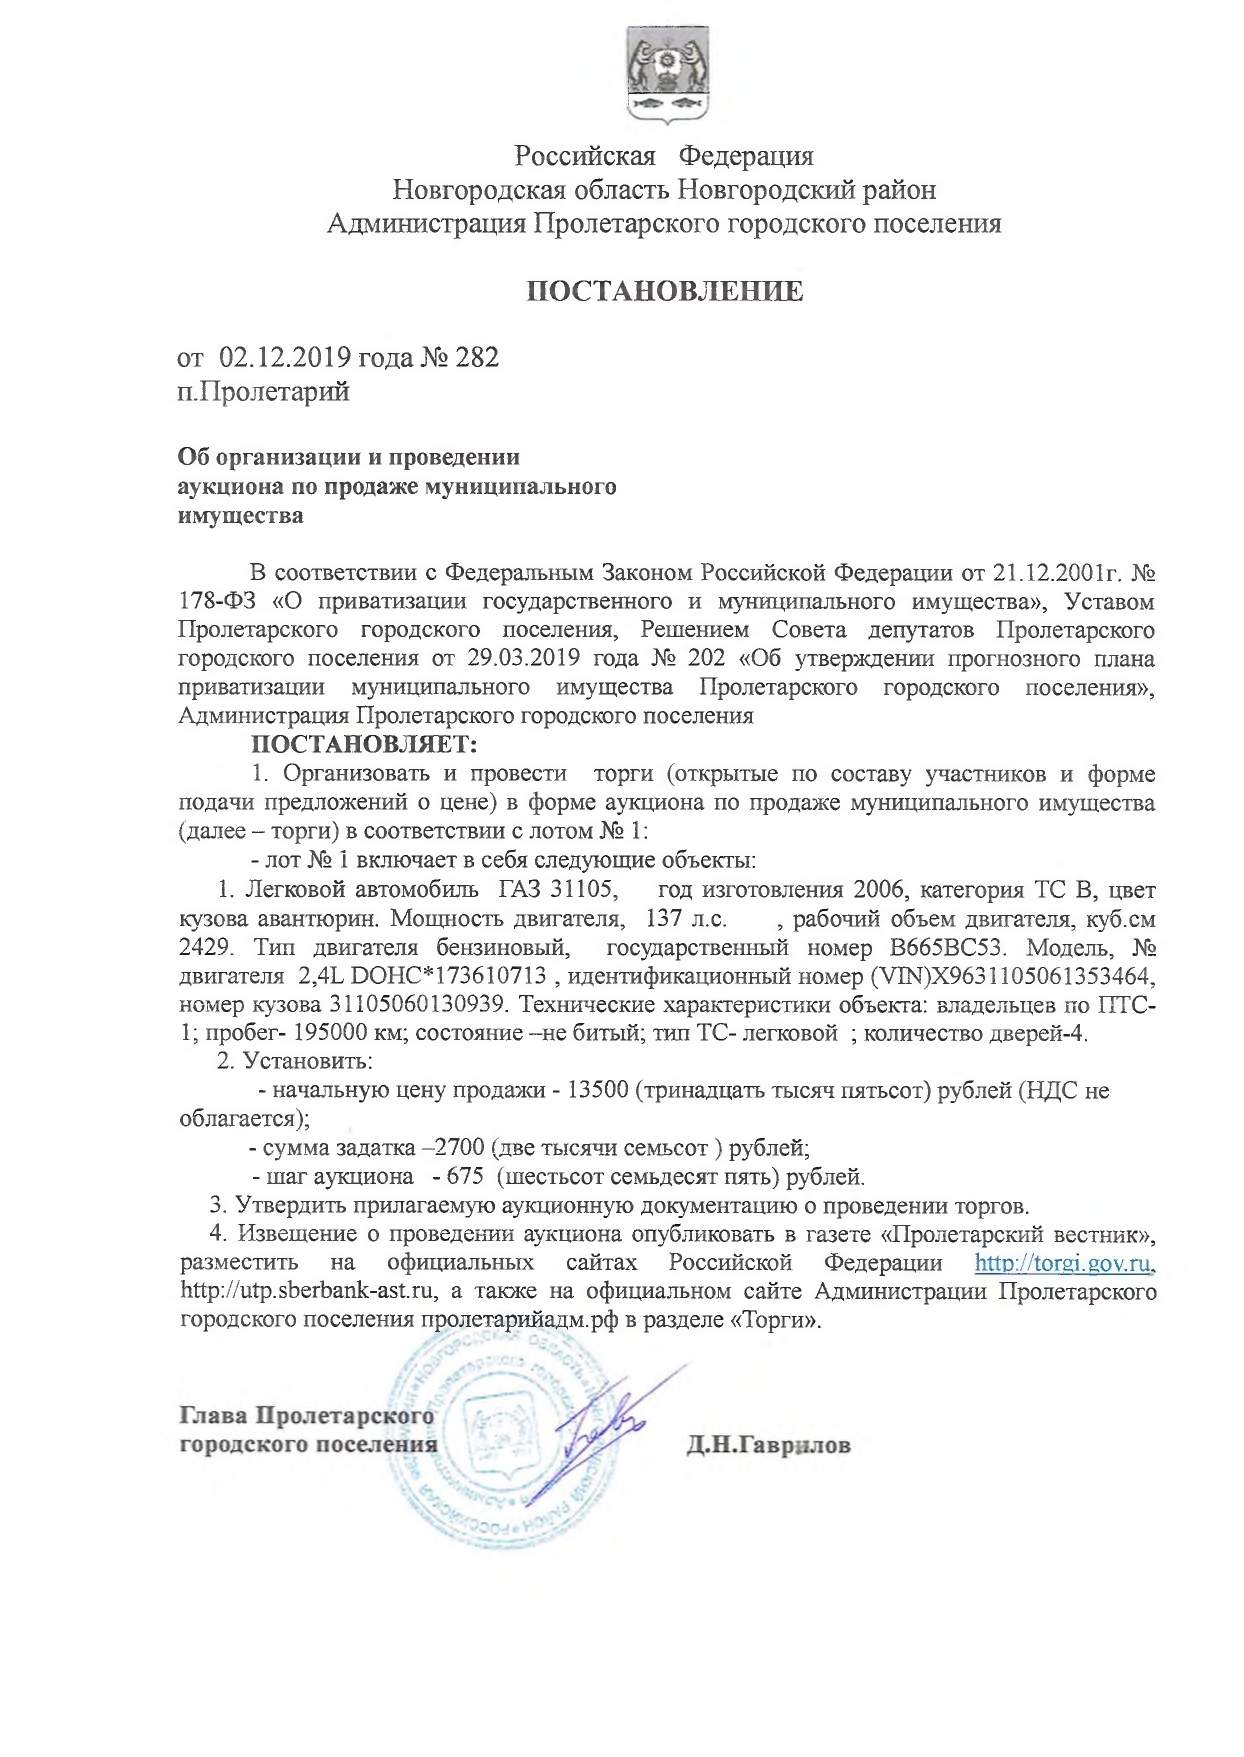 Российская Федерация
Новгородская область Новгородский район
Администрация Пролетарского городского поселения
ПОСТАНОВЛЕНИЕ
от 02.12.2019 года № 282
п.Пролетарий
Об организации и проведении
аукциона по продаже муниципального
имущества
В соответствии с Федеральным Законом Российской Федерации от 21.12.2001г. №
178-ФЗ «О приватизации государственного и муниципального имущества», Уставом
Пролетарского городского поселения, Решением Совета депутатов Пролетарского
городского поселения от 29.03.2019 года № 202 «Об утверждении прогнозного плана
приватизации муниципального имущества Пролетарского городского поселения»,
Администрация Пролетарского городского поселения
ПОСТАНОВЛЯЕТ:
1. Организовать и провести торги (открытые по составу участников и форме
подачи предложений о цене) в форме аукциона по продаже муниципального имущества
(далее – торги) в соответствии с лотом № 1:
- лот № 1 включает в себя следующие объекты:
1. Легковой автомобиль ГАЗ 31105, год изготовления 2006, категория ТС В, цвет
кузова авантюрин. Мощность двигателя, 137 л.с. , рабочий объем двигателя, куб.см
2429. Тип двигателя бензиновый, государственный номер В665ВС53. Модель, №
двигателя 2,4L DOHC*173610713 , идентификационный номер (VIN)X9631105061353464,
номер кузова 31105060130939. Технические характеристики объекта: владельцев по ПТС-
1; пробег- 195000 км; состояние –не битый; тип ТС- легковой ; количество дверей-4.
2. Установить:
- начальную цену продажи - 13500 (тринадцать тысяч пятьсот) рублей (НДС не
облагается);
- сумма задатка –2700 (две тысячи семьсот ) рублей;
- шаг аукциона - 675 (шестьсот семьдесят пять) рублей.
3. Утвердить прилагаемую аукционную документацию о проведении торгов.
4. Извещение о проведении аукциона опубликовать в газете «Пролетарский вестник»,
разместить на официальных сайтах Российской Федерации http://torgi.gov.ru,
http://utp.sberbank-ast.ru, а также на официальном сайте Администрации Пролетарского
городского поселения пролетарийадм.рф в разделе «Торги».
Глава Пролетарского
городского поселения Д.Н.Гаврилов